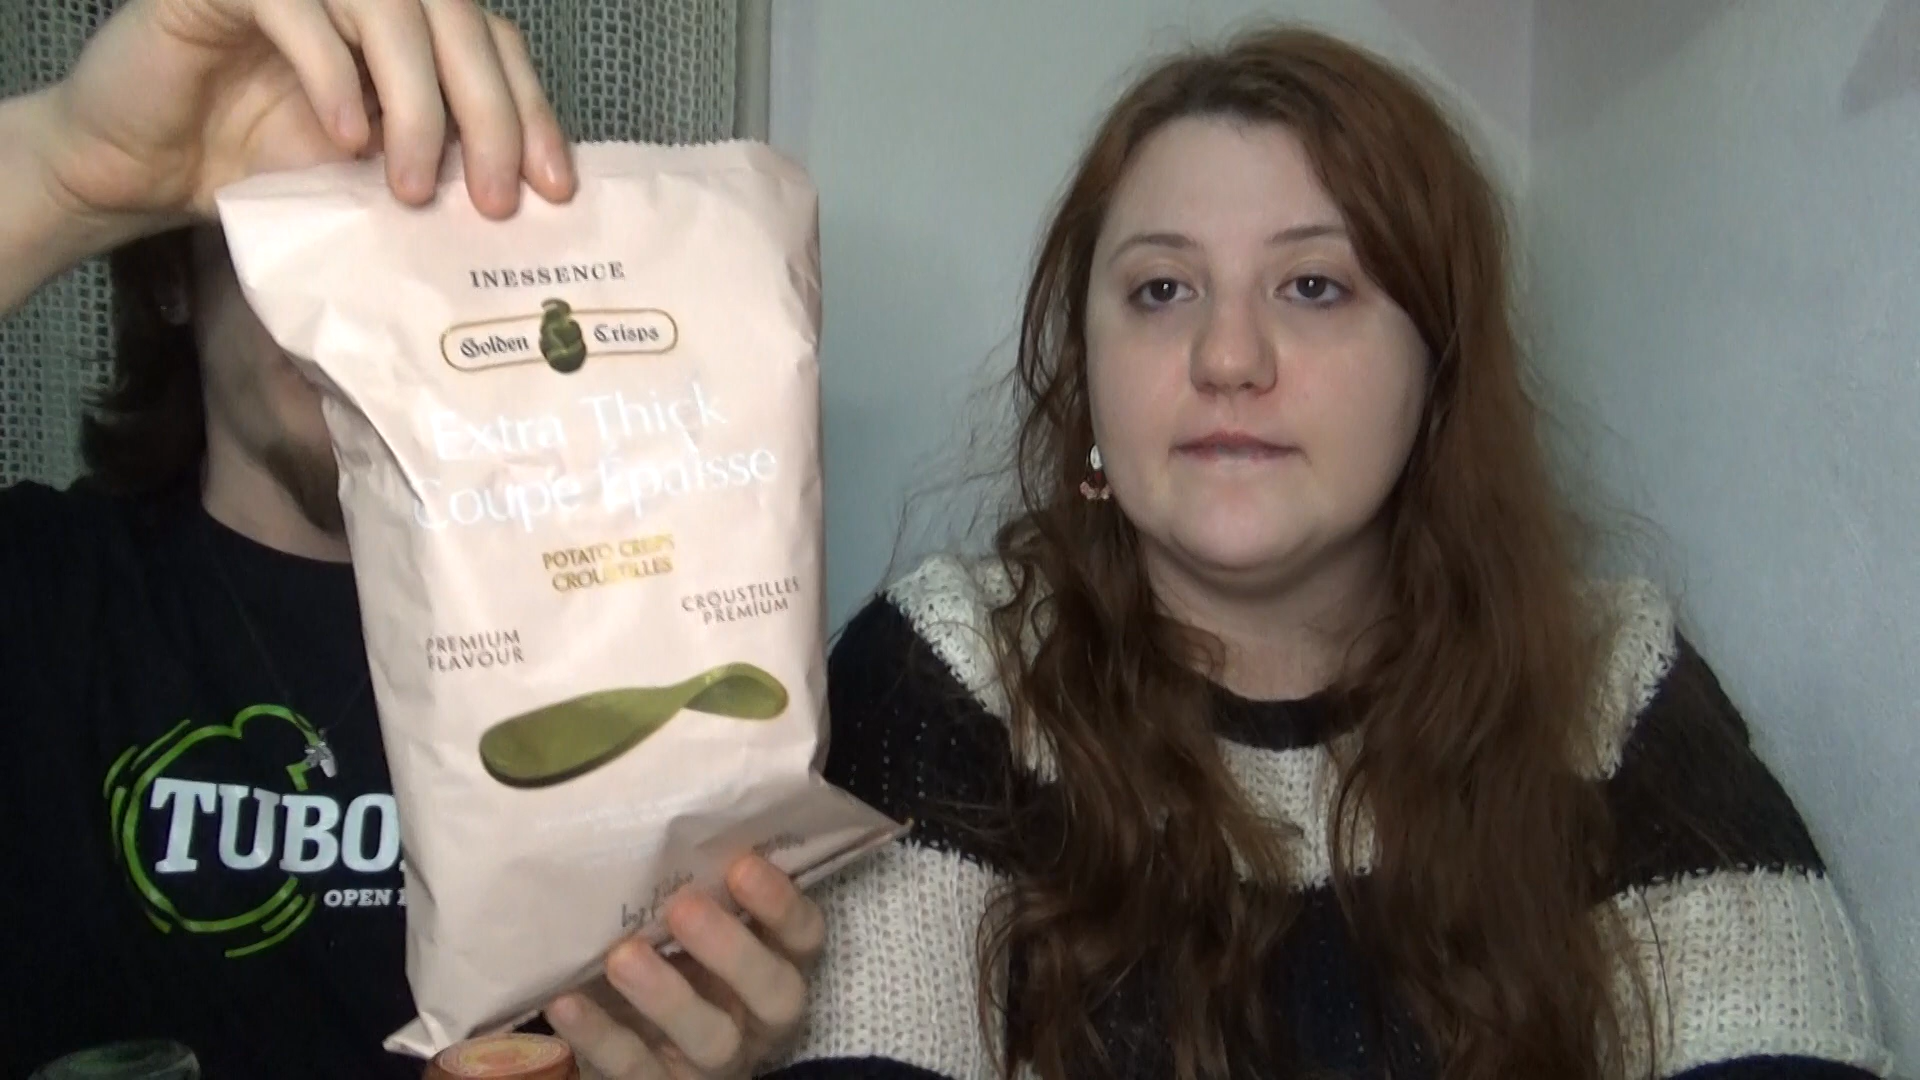 INESSENCE
Golden Crisps
Extra Thick
Coupe Épaisse
POTATO CRISPS
CROUSTILLES
CROUSTILLES
PREMIUM
PREMIUM
FLAVOUR
TUBO
OPEN